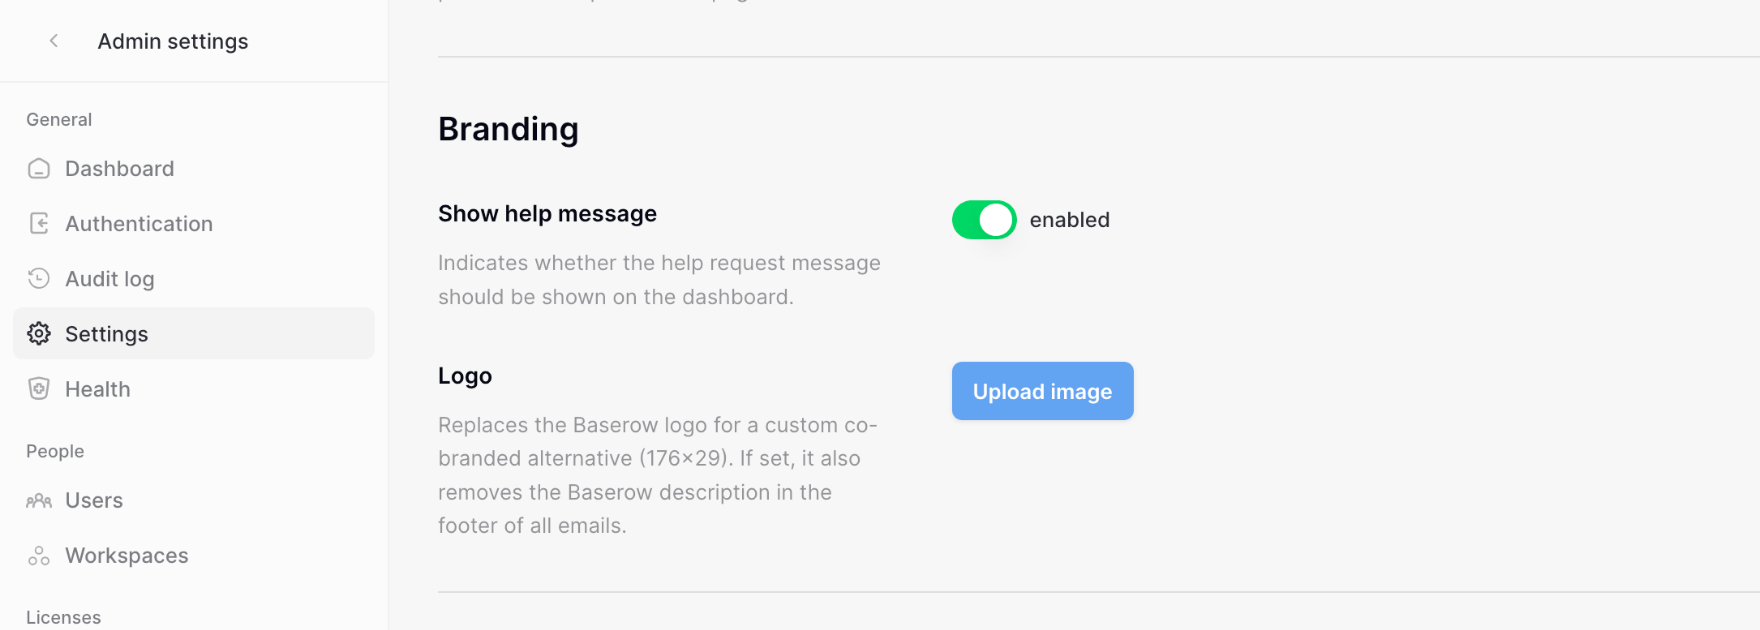 Admin settings
General
Dashboard
Authentication
Audit log
Settings
Health
People
Users
Workspaces
Licenses
Branding
Show help message
enabled
Indicates whether the help request message
should be shown on the dashboard.
Logo
Upload image
Replaces the Baserow logo for a custom co-
branded alternative (176×29). If set, it also
removes the Baserow description in the
footer of all emails.